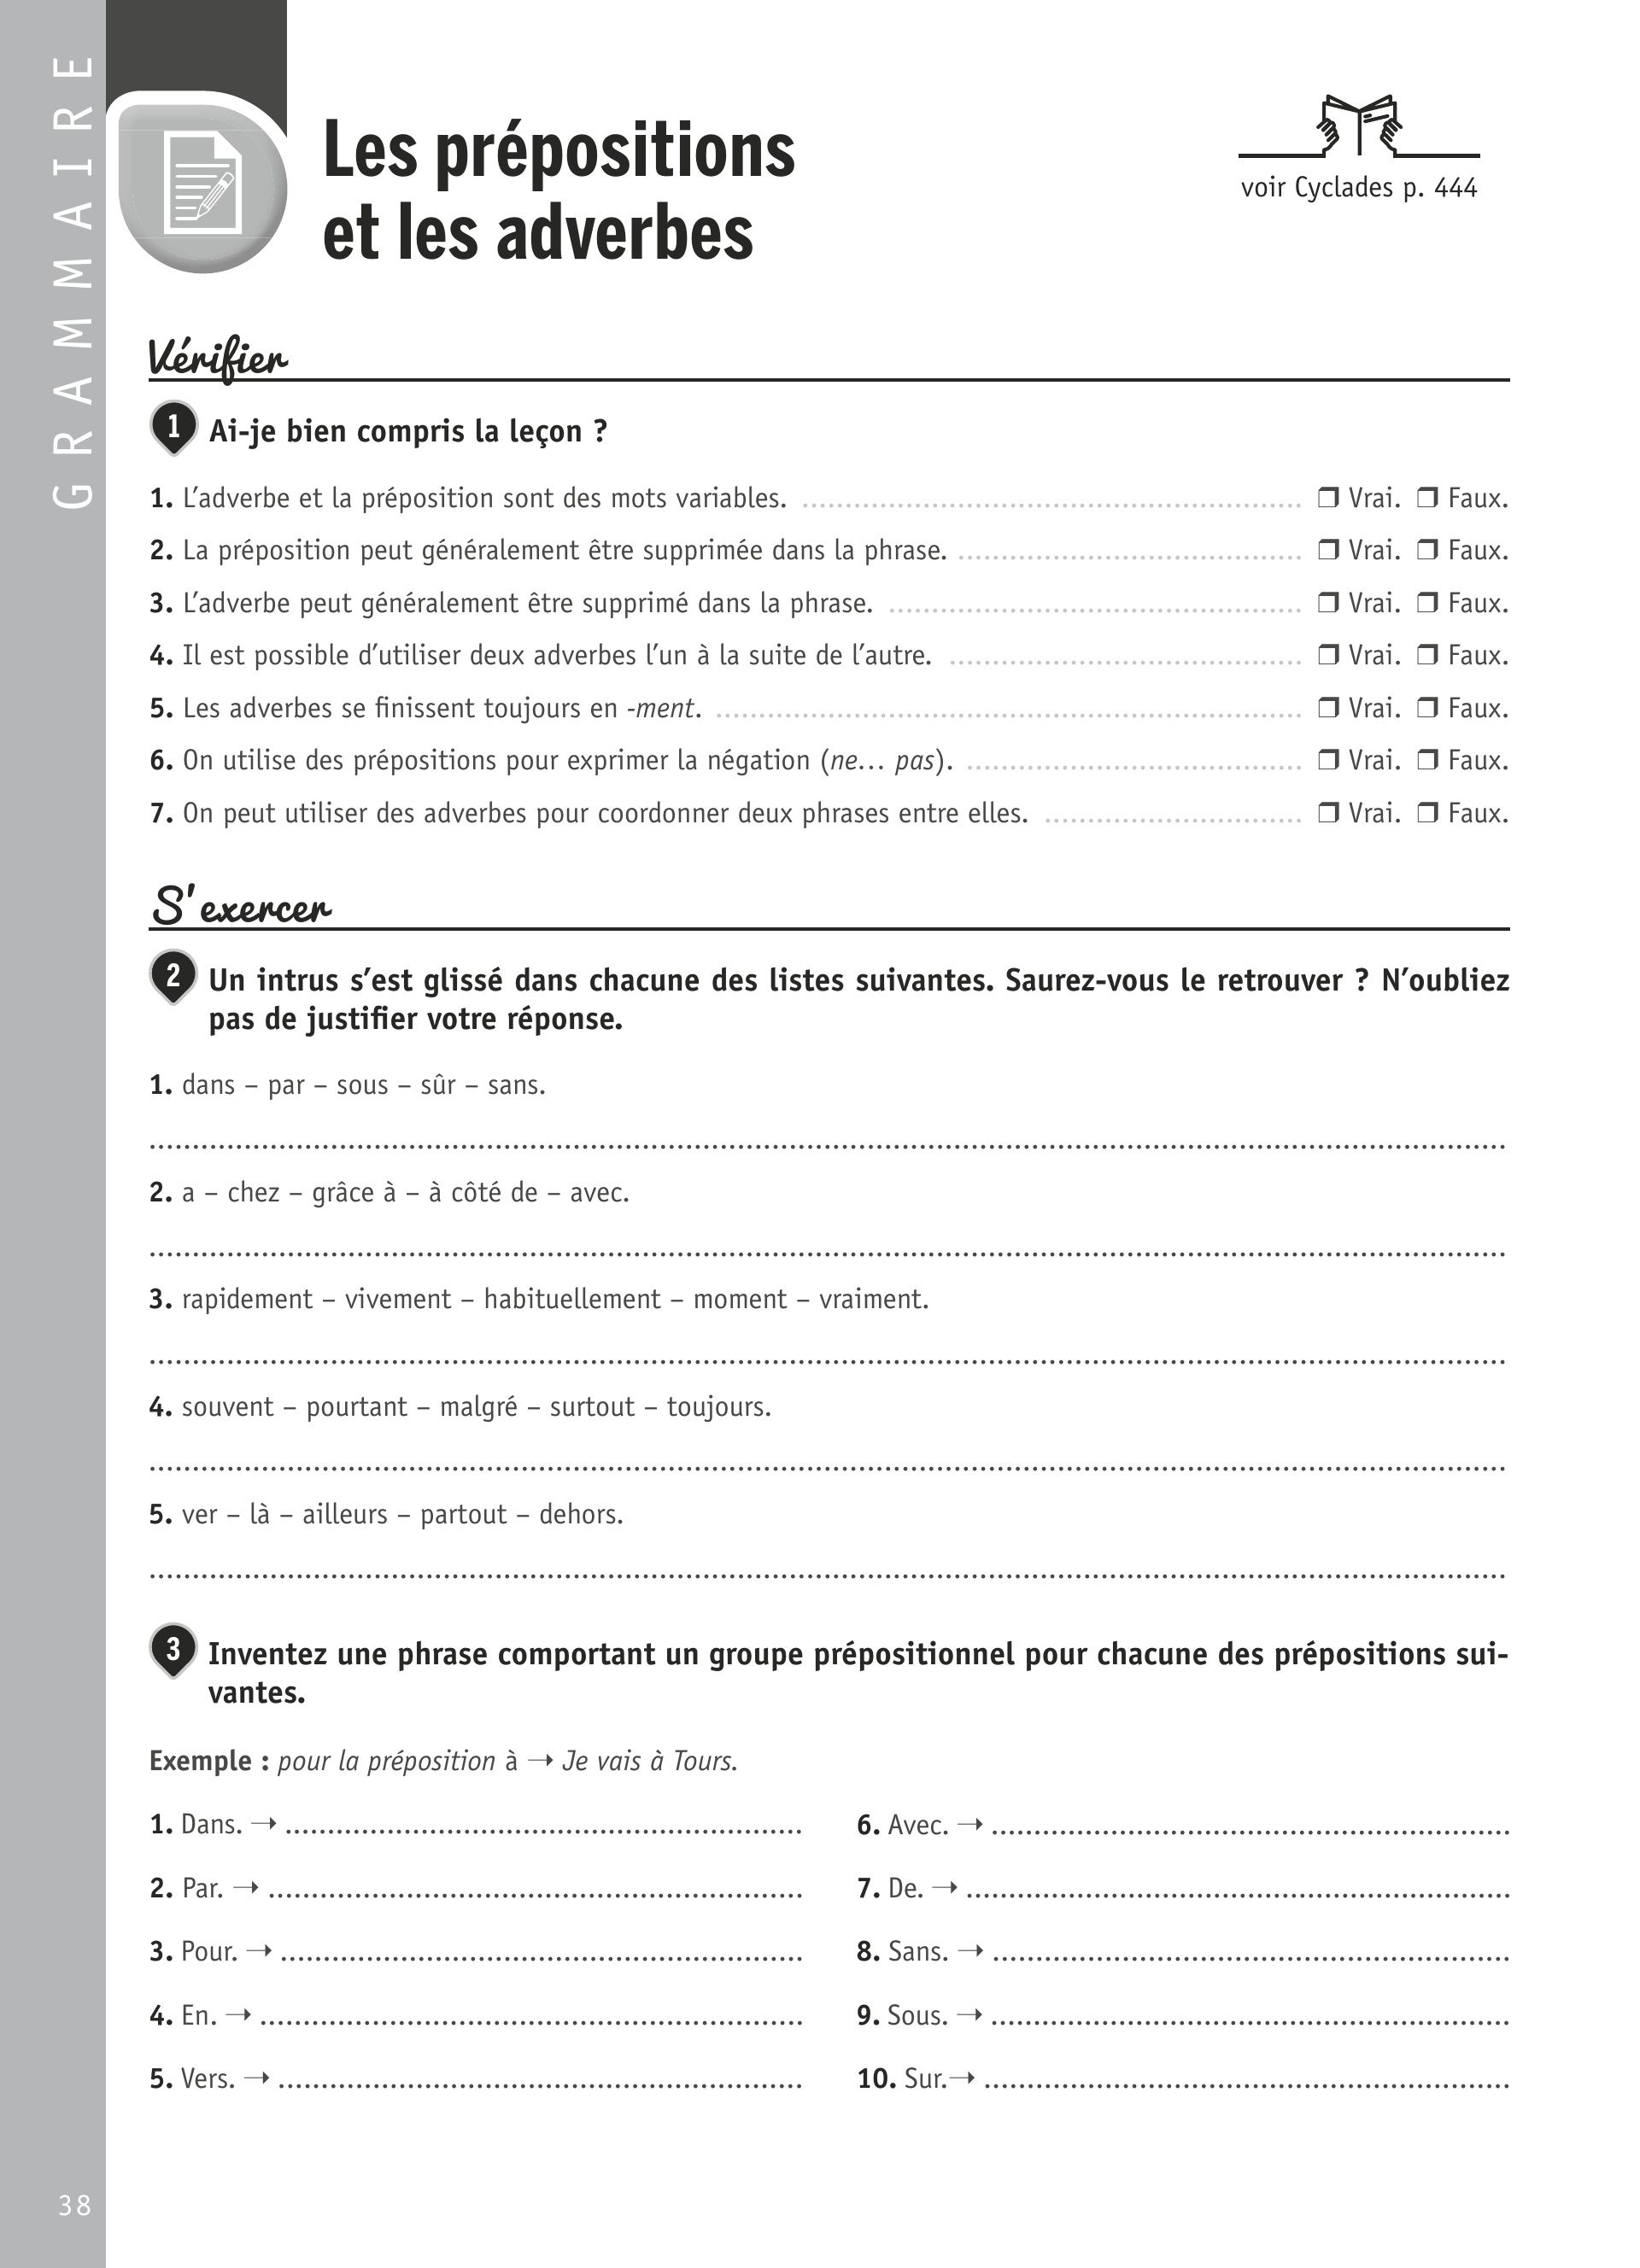 GRAMMAIRE
Les prépositions
et les adverbes
voir Cyclades p. 444
Vérifier
1 Ai-je bien compris la leçon ?
1. L’adverbe et la préposition sont des mots variables. ❒ Vrai. ❒ Faux.
2. La préposition peut généralement être supprimée dans la phrase. ❒ Vrai. ❒ Faux.
3. L’adverbe peut généralement être supprimé dans la phrase. ❒ Vrai. ❒ Faux.
4. Il est possible d’utiliser deux adverbes l’un à la suite de l’autre. ❒ Vrai. ❒ Faux.
5. Les adverbes se finissent toujours en -ment. ❒ Vrai. ❒ Faux.
6. On utilise des prépositions pour exprimer la négation (ne… pas). ❒ Vrai. ❒ Faux.
7. On peut utiliser des adverbes pour coordonner deux phrases entre elles. ❒ Vrai. ❒ Faux.
S’exercer
2 Un intrus s’est glissé dans chacune des listes suivantes. Saurez-vous le retrouver ? N’oubliez
pas de justifier votre réponse.
1. dans – par – sous – sûr – sans.
2. a – chez – grâce à – à côté de – avec.
3. rapidement – vivement – habituellement – moment – vraiment.
4. souvent – pourtant – malgré – surtout – toujours.
5. ver – là – ailleurs – partout – dehors.
3 Inventez une phrase comportant un groupe prépositionnel pour chacune des prépositions sui-
vantes.
Exemple : pour la préposition à → Je vais à Tours.
1. Dans. →
2. Par. →
3. Pour. →
4. En. →
5. Vers. →
6. Avec. →
7. De. →
8. Sans. →
9. Sous. →
10. Sur.→
38